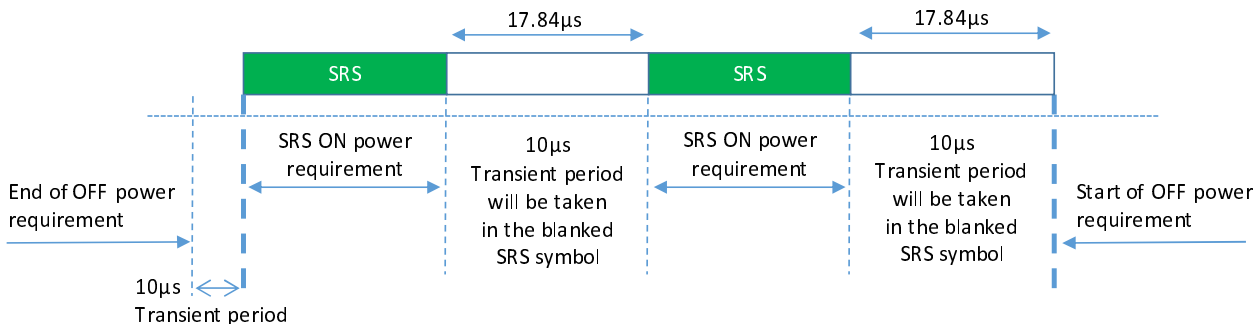 17.84µs
17.84µs
SRS
SRS
SRS ON power
requirement
10µs
Transient period
will be taken
in the blanked
SRS symbol
SRS ON power
requirement
10µs
Transient period
will be taken
in the blanked
SRS symbol
End of OFF power
requirement
Start of OFF power
requirement
10µs
Transient period